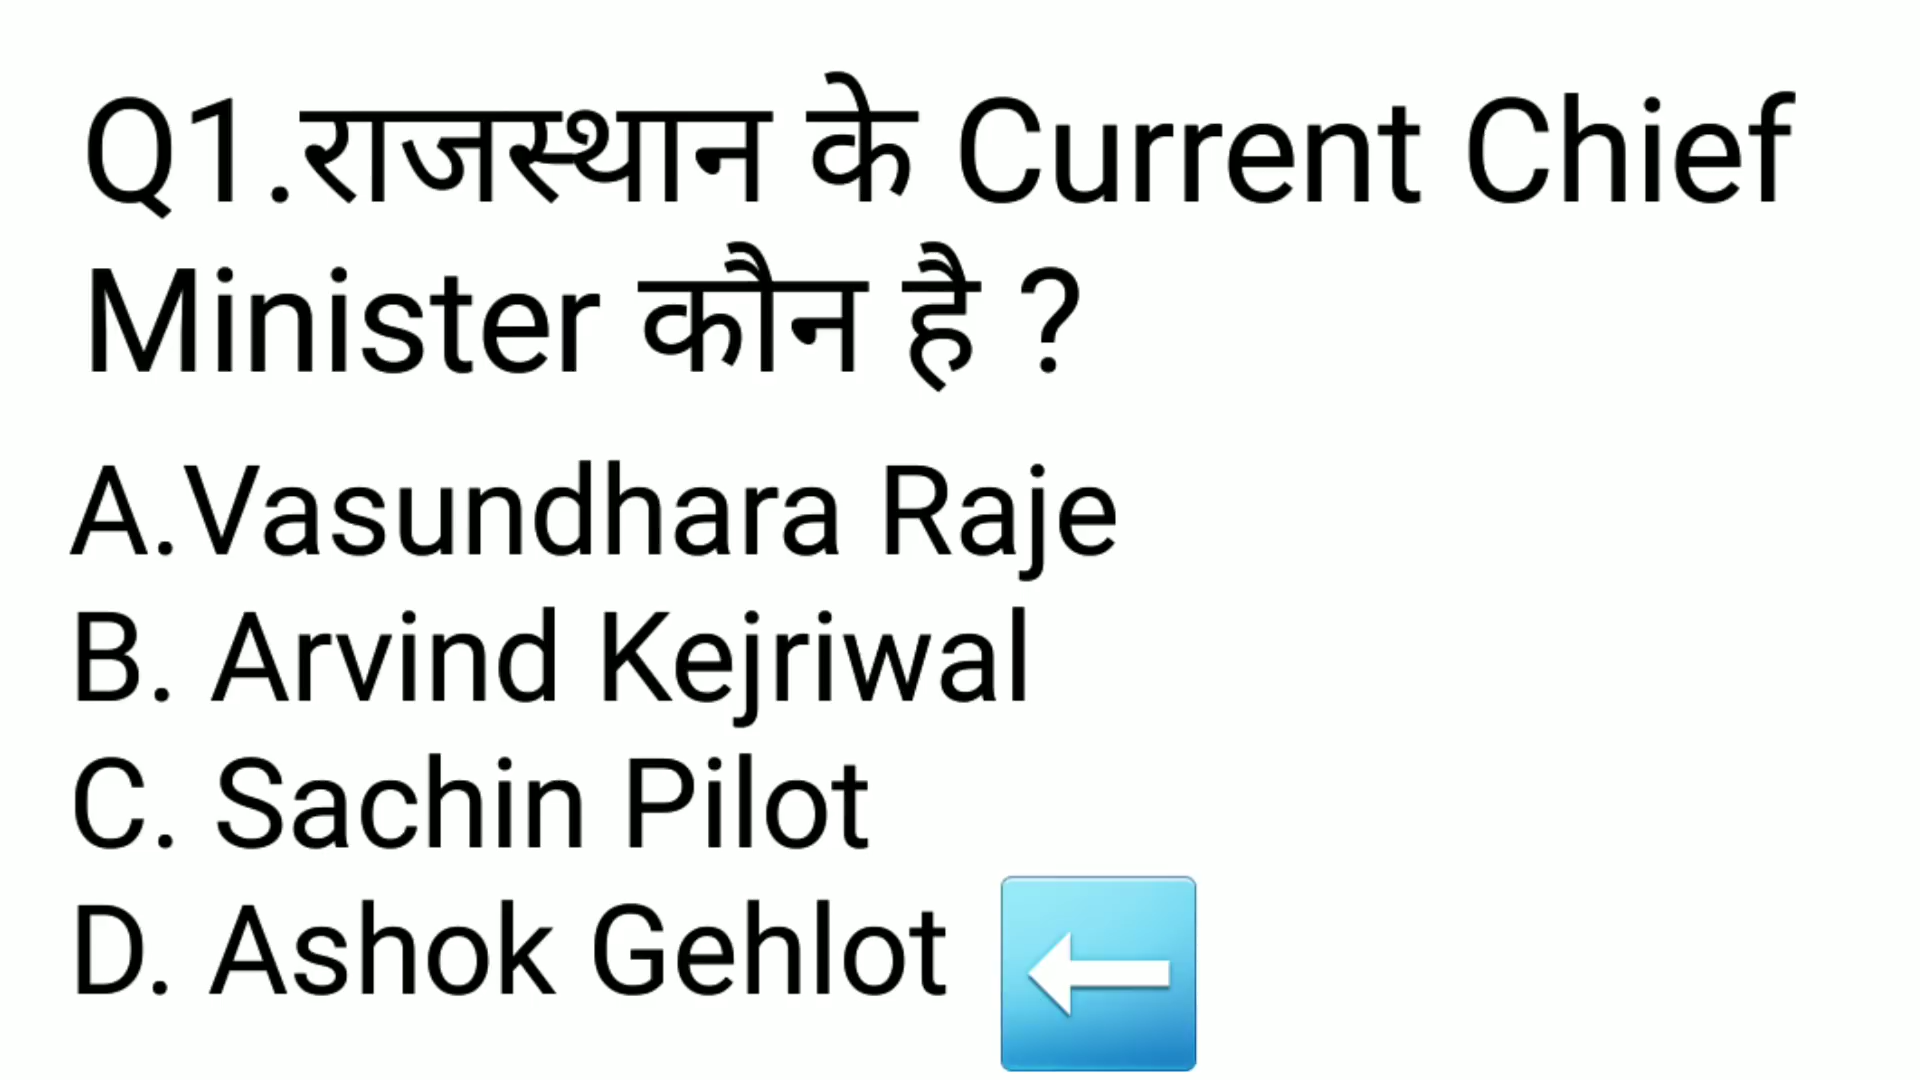 Q1.राजस्थान के Current Chief
Minister कौन है ?
A.Vasundhara Raje
B. Arvind Kejriwal
C. Sachin Pilot
D. Ashok Gehlot